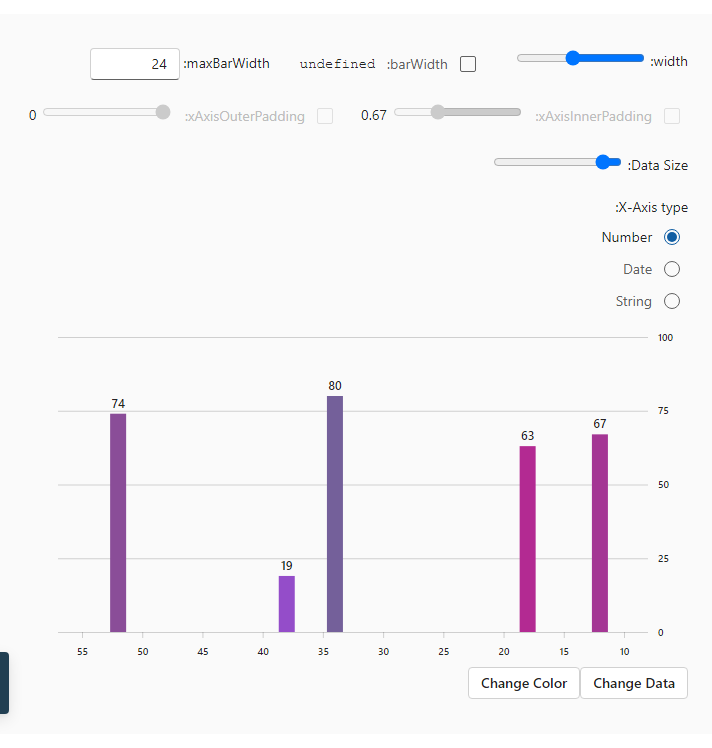 :width
:barWidth undefined
:maxBarWidth 24
:xAxisInnerPadding 0.67
:xAxisOuterPadding 0
:Data Size
:X-Axis type
Number
Date
String
100
75
50
25
0
74
19
80
63
67
55 50 45 40 35 30 25 20 15 10
Change Color Change Data